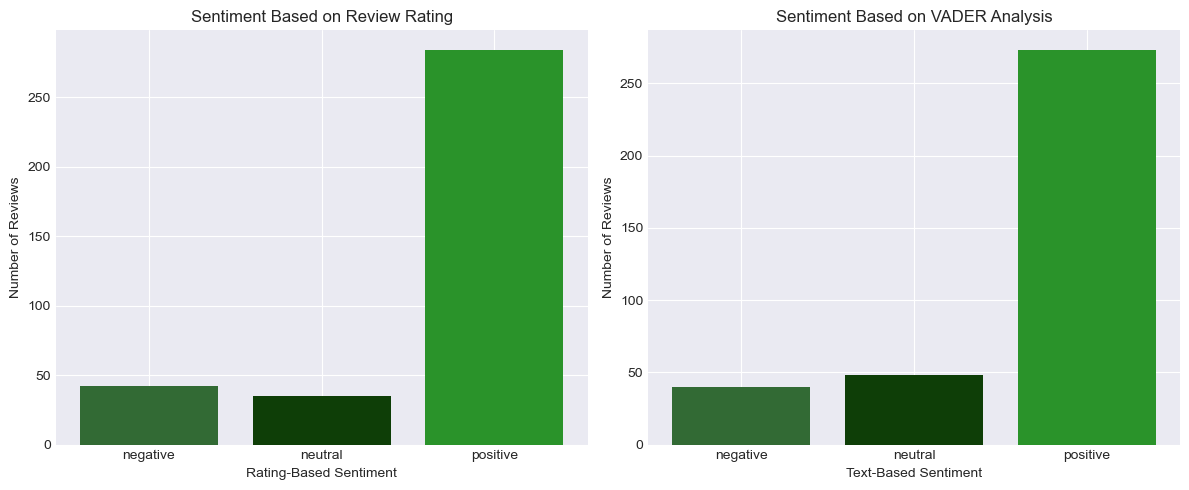 Sentiment Based on Review Rating
Number of Reviews
250
200
150
100
50
0
negative neutral positive
Rating-Based Sentiment
Sentiment Based on VADER Analysis
Number of Reviews
250
200
150
100
50
0
negative neutral positive
Text-Based Sentiment